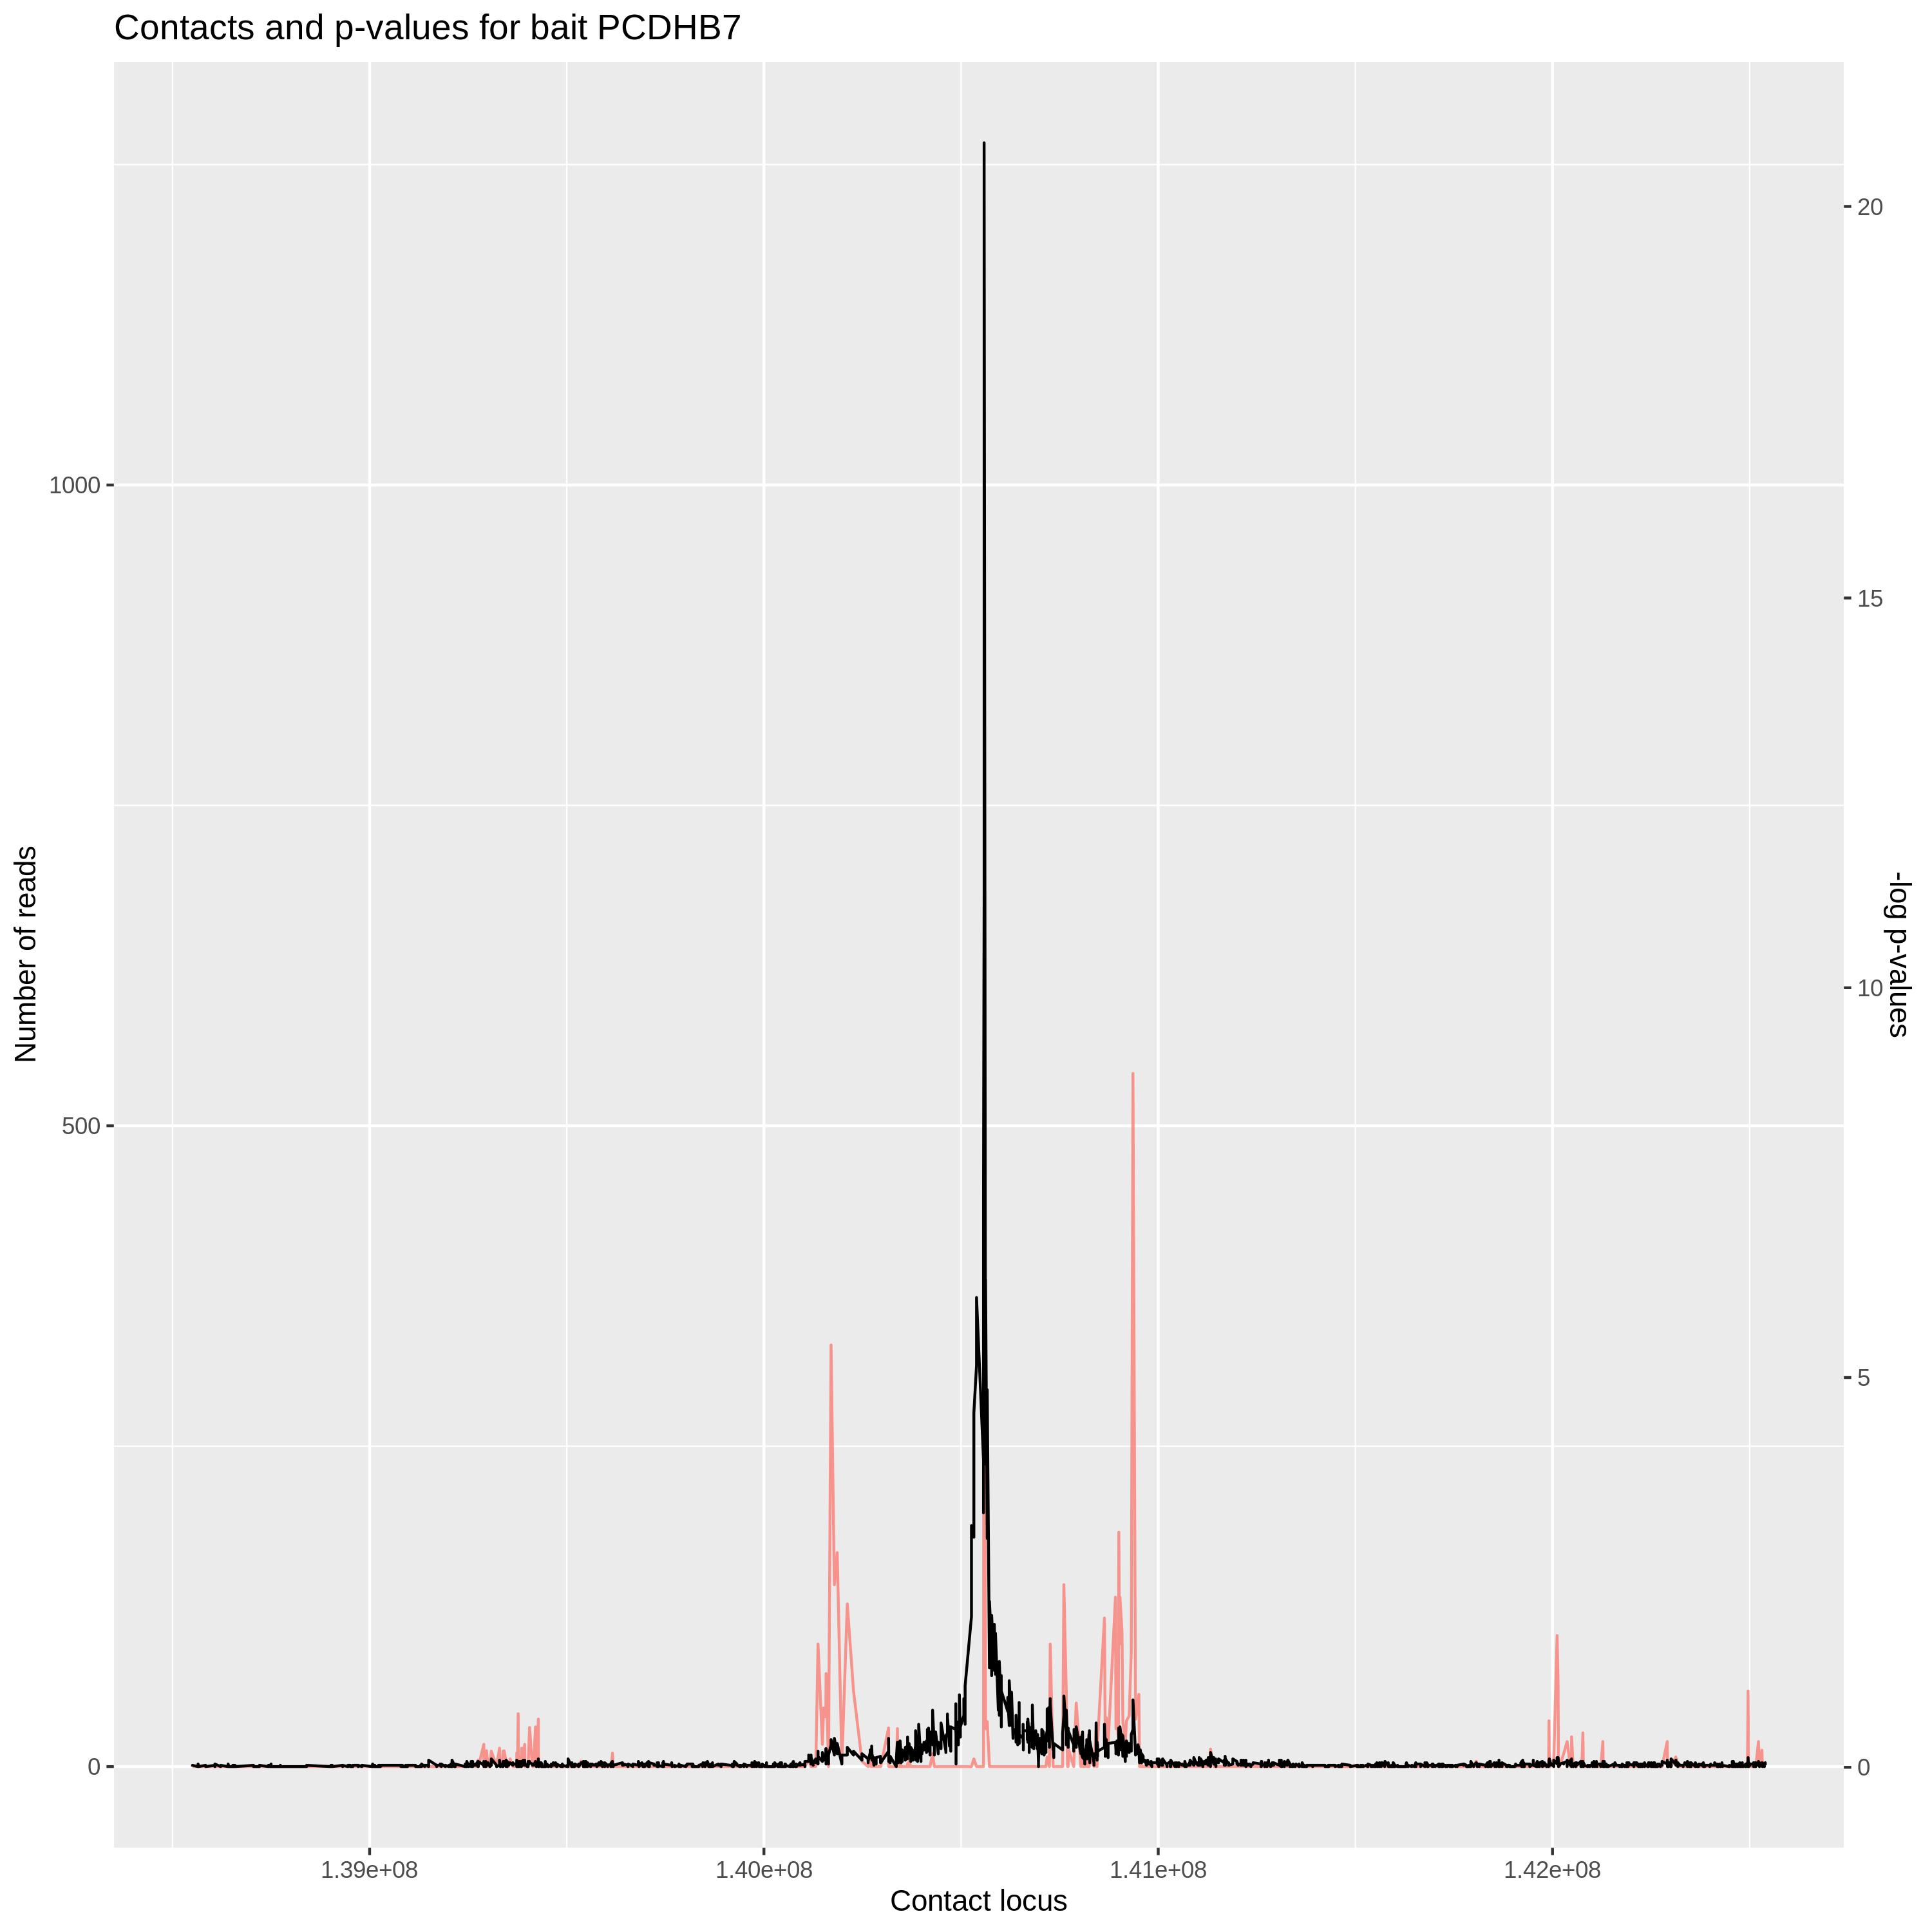 Contacts and p-values for bait PCDHB7
Number of reads
1000
500
0
20
15
10
5
0
-log p-values
1.39e+08
1.40e+08
1.41e+08
1.42e+08
Contact locus